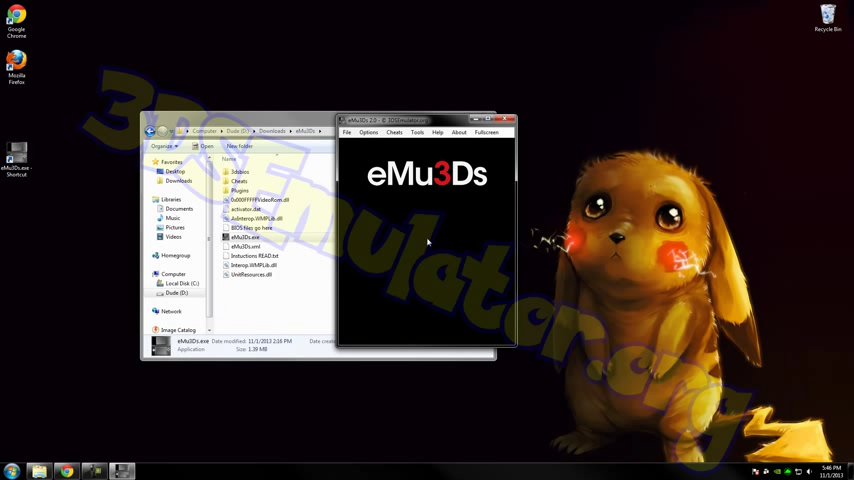 Google
Chrome
Mozilla
Firefox
eMu3Ds.exe -
Shortcut
Recycle Bin
3DSEmulator.org
Computer
Dude (D:)
Downloads
eMu3Ds
Organize
Open
New folder
Favorites
Desktop
Downloads
Libraries
Documents
Music
Pictures
Videos
Homegroup
Computer
Local Disk (C:)
Dude (D:)
Network
Image Catalog
Name
3dsbios
Cheats
Plugins
0x000FFFFFVideoRom.dll
activator.dat
AxInterop.WMPLib.dll
BIOS files go here
eMu3Ds.exe
eMu3Ds.xml
Instuctions READ.txt
Interop.WMPLib.dll
UnitResources.dll
eMu3Ds.exe Date modified: 11/1/2013 2:16 PM Date create
Application Size: 1.39 MB
eMu3Ds 2.0 - © 3DSEmulator.org
File Options Cheats Tools Help About Fullscreen
eMu3Ds
5:46 PM
11/1/2013